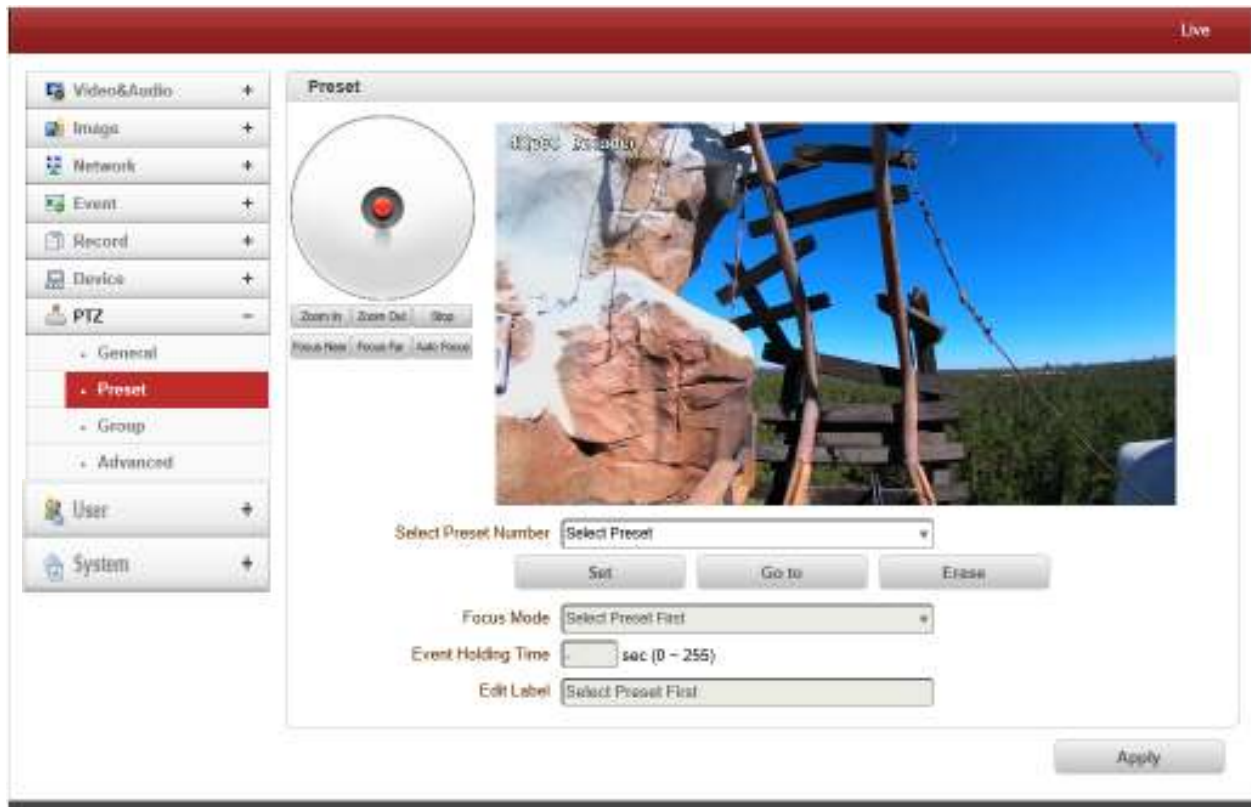 Live
Video&Audio +
Image +
Network +
Event +
Record +
Device +
PTZ -
General
Preset
Group
Advanced
User +
System +
Preset
Zoom In Zoom Out Stop
Focus Near Focus Far Auto Focus
Select Preset Number Select Preset
Set Go to Erase
Focus Mode Select Preset First
Event Holding Time - sec (0 ~ 255)
Edit Label Select Preset First
Apply